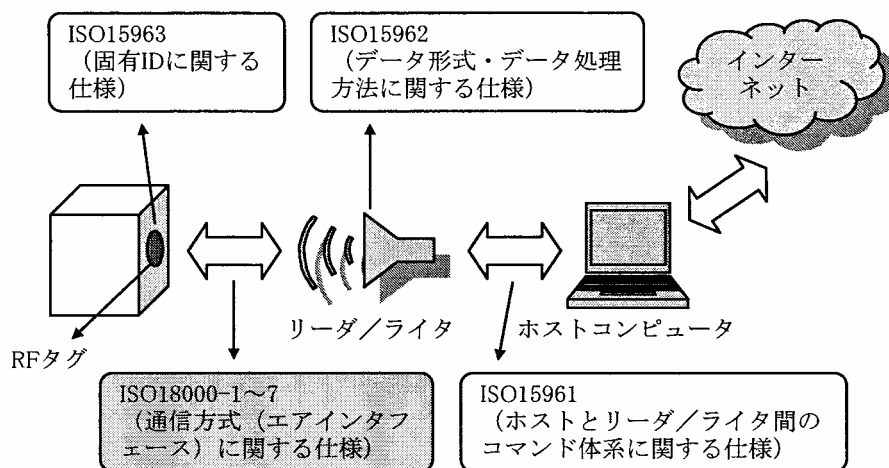 ISO15963
（固有IDに関する
仕様）
ISO15962
（データ形式・データ処理
方法に関する仕様）
インター
ネット
リーダ／ライタ
ホストコンピュータ
RFタグ
ISO18000-1～7
（通信方式（エアインタフ
ェース）に関する仕様）
ISO15961
（ホストとリーダ／ライタ間の
コマンド体系に関する仕様）